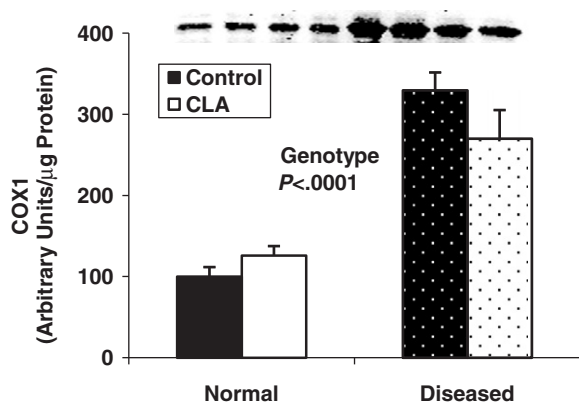 400
300
200
100
0
COX1
(Arbitrary Units/µg Protein)
Control
CLA
Genotype
P<.0001
Normal
Diseased